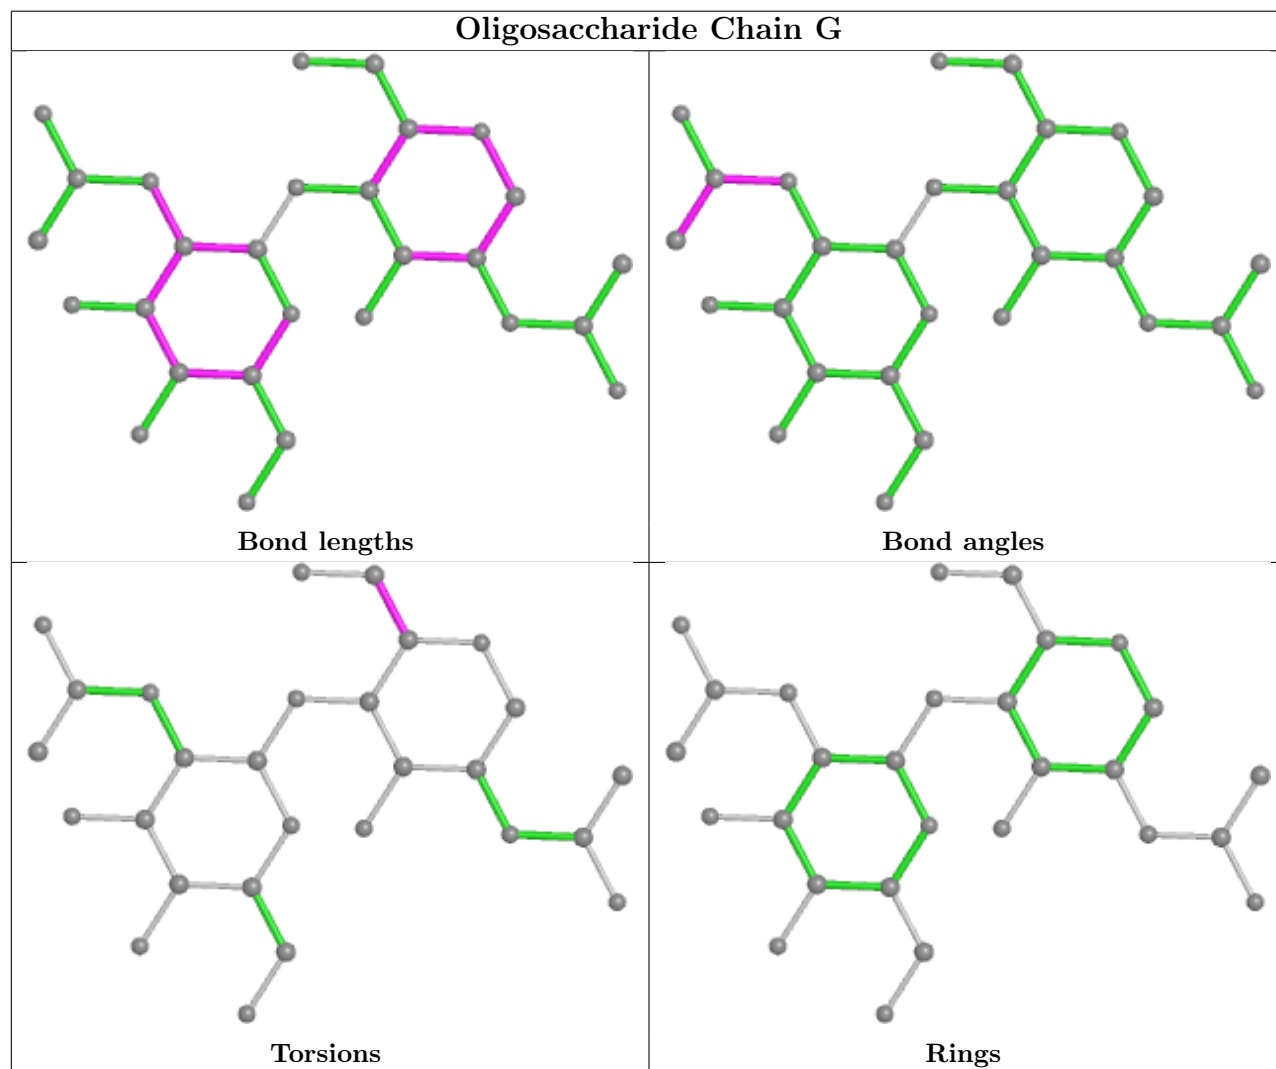 Oligosaccharide Chain G
Bond lengths
Bond angles
Torsions
Rings